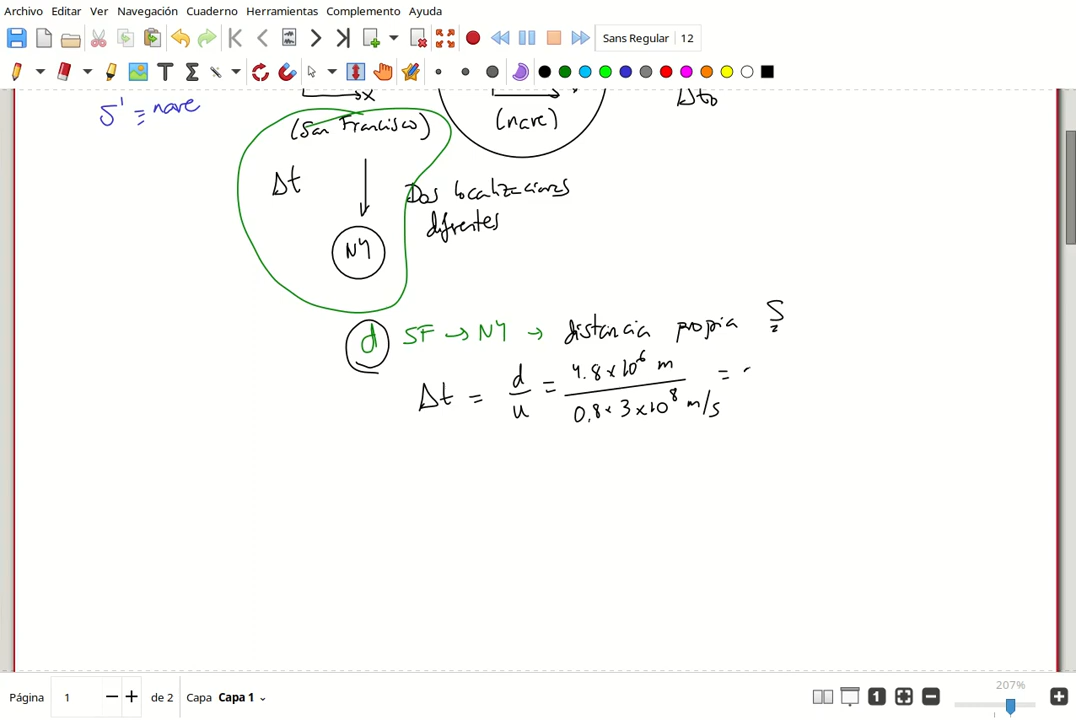 Archivo Editar Ver Navegación Cuaderno Herramientas Complemento Ayuda
Sans Regular 12
S' ≡ nave
x
(San Francisco)
(nave)
Δt₀
Δt
Dos localizaciones
diferentes
NY
d SF → NY → distancia propia S
Δt = d/u = 4.8 × 10⁶ m / 0,8 × 3 × 10⁸ m/s =
Página 1 de 2 Capa Capa 1
207%